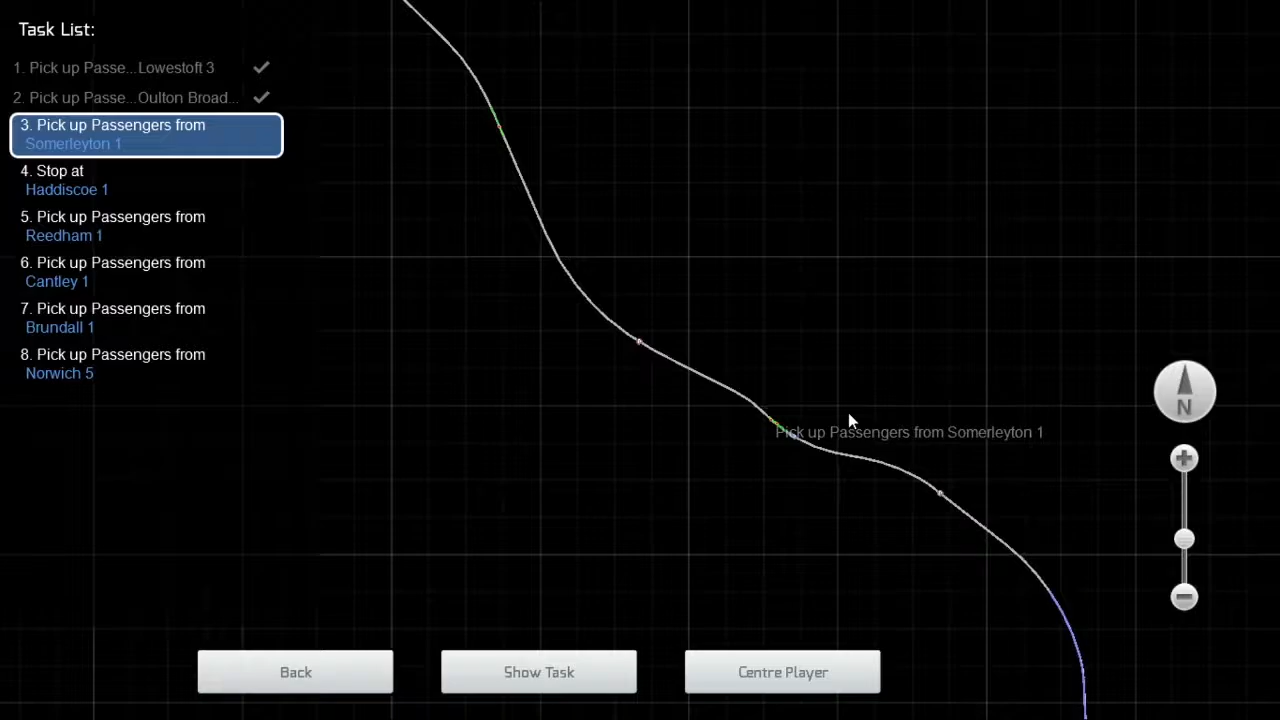 Task List:
1. Pick up Passe...Lowestoft 3
2. Pick up Passe...Oulton Broad...
3. Pick up Passengers from
Somerleyton 1
4. Stop at
Haddiscoe 1
5. Pick up Passengers from
Reedham 1
6. Pick up Passengers from
Cantley 1
7. Pick up Passengers from
Brundall 1
8. Pick up Passengers from
Norwich 5
Pick up Passengers from Somerleyton 1
N
Back
Show Task
Centre Player